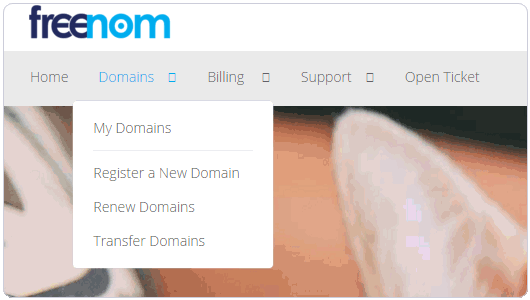 freenom
Home Domains Billing Support Open Ticket
My Domains
Register a New Domain
Renew Domains
Transfer Domains